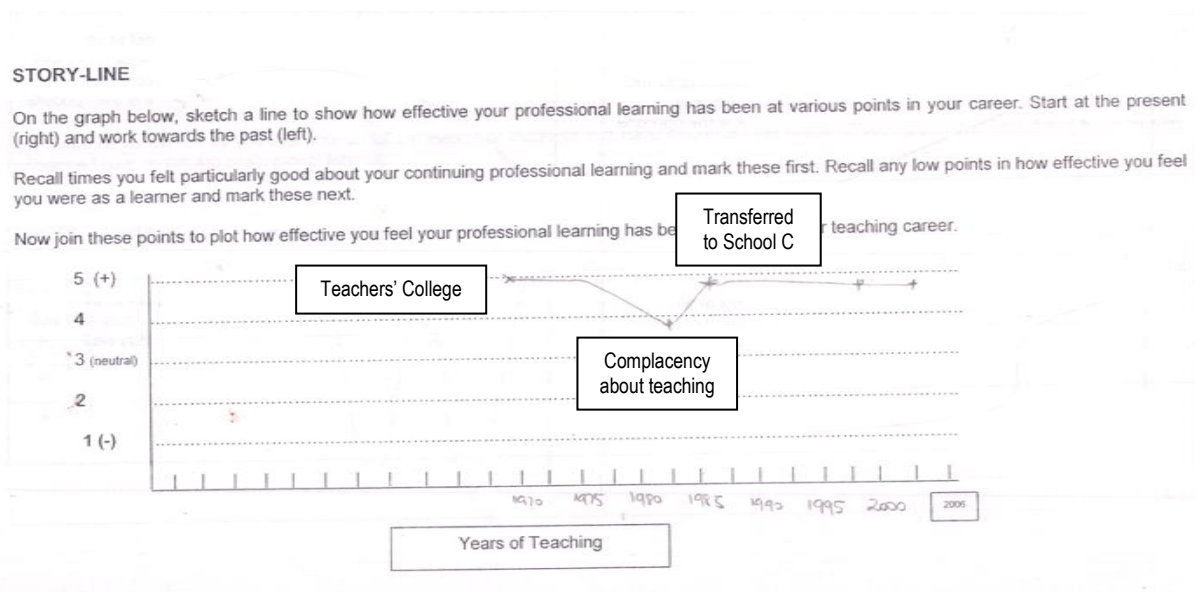 STORY-LINE
On the graph below, sketch a line to show how effective your professional learning has been at various points in your career. Start at the present
(right) and work towards the past (left).
Recall times you felt particularly good about your continuing professional learning and mark these first. Recall any low points in how effective you feel
you were as a learner and mark these next.
Transferred
to School C
Now join these points to plot how effective you feel your professional learning has be r teaching career.
5 (+)
Teachers' College
4
3 (neutral)
Complacency
about teaching
2
1 (-)
1970 1975 1980 1985 1990 1995 2000 2006
Years of Teaching